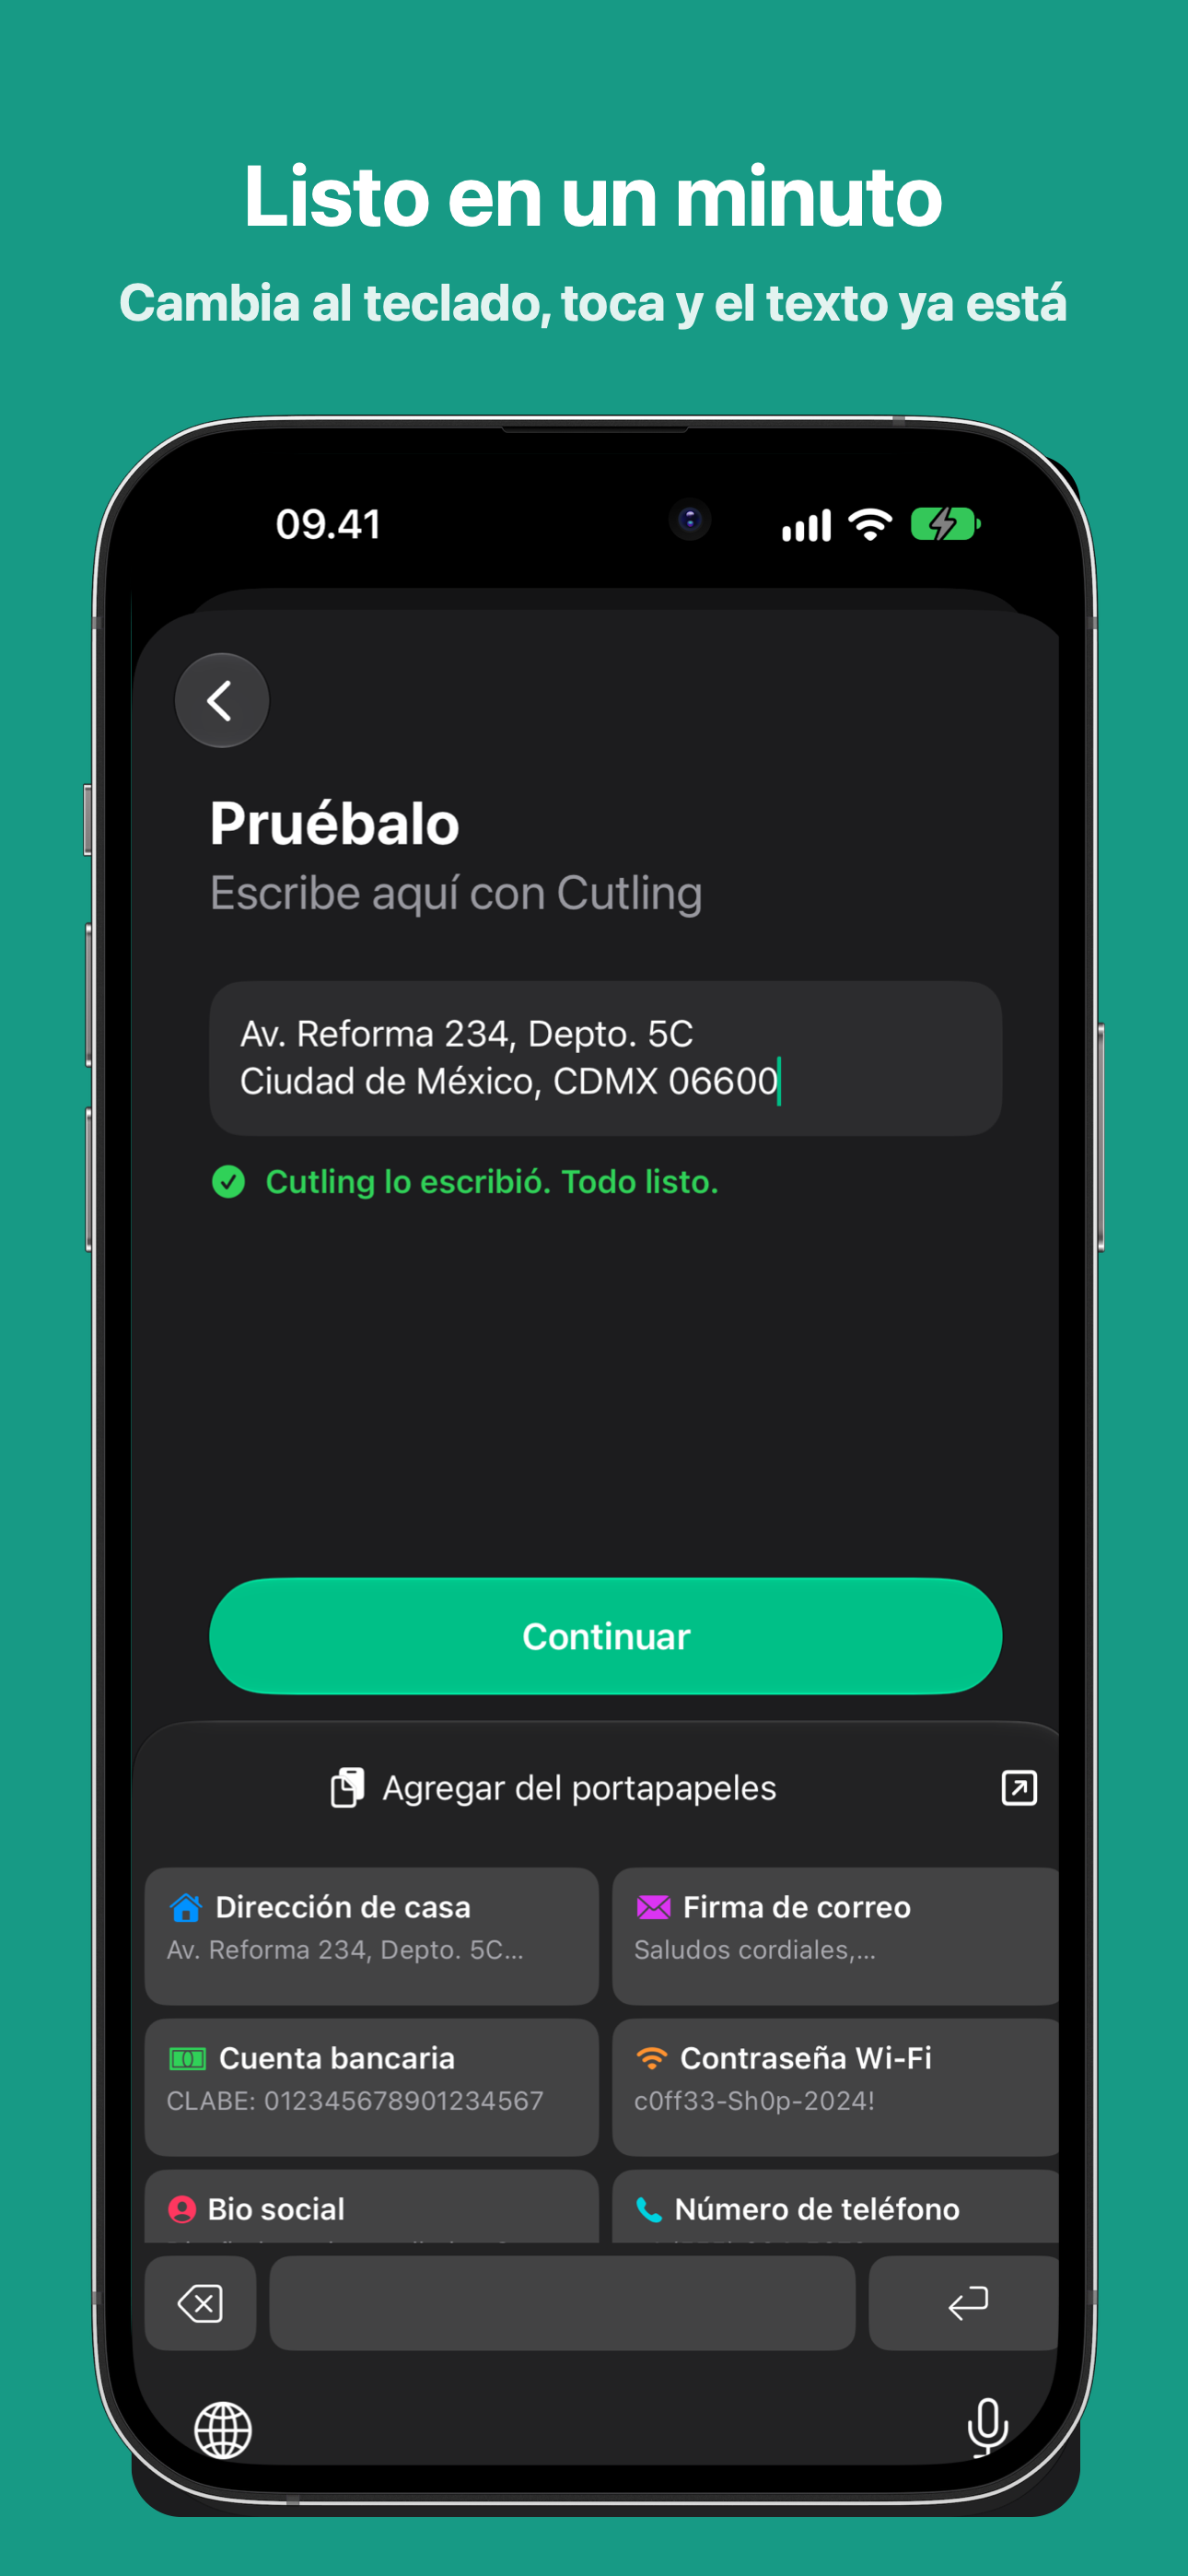 Listo en un minuto
Cambia al teclado, toca y el texto ya está
09.41
Pruébalo
Escribe aquí con Cutling
Av. Reforma 234, Depto. 5C
Ciudad de México, CDMX 06600
Cutling lo escribió. Todo listo.
Continuar
Agregar del portapapeles
Dirección de casa
Av. Reforma 234, Depto. 5C...
Firma de correo
Saludos cordiales,...
Cuenta bancaria
CLABE: 012345678901234567
Contraseña Wi-Fi
c0ff33-Sh0p-2024!
Bio social
Número de teléfono